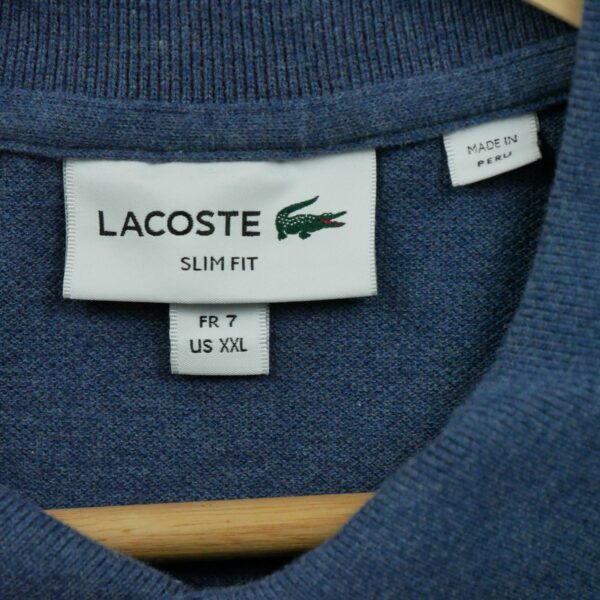 LACOSTE
SLIM FIT
FR 7
US XXL
MADE IN
PERU